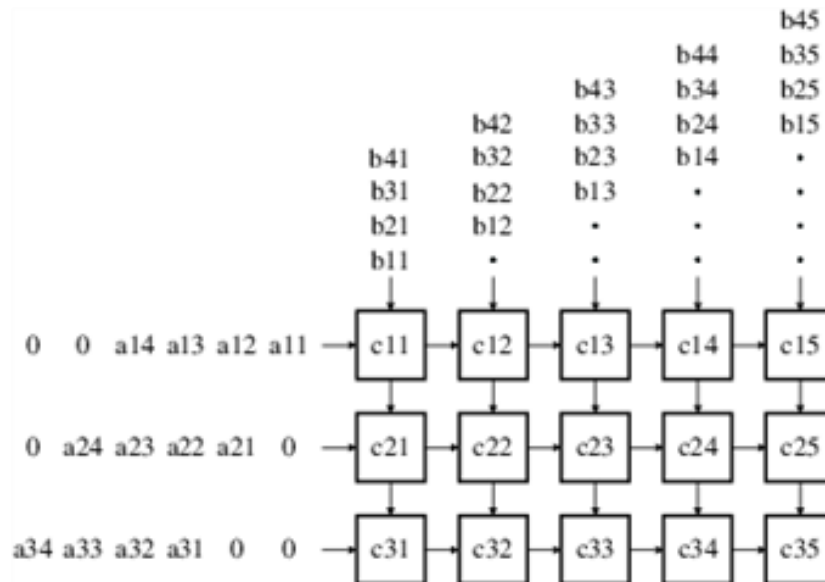 b45
b44 b35
b43 b34 b25
b42 b33 b24 b15
b41 b32 b23 b14 •
b31 b22 b13 • •
b21 b12 • • •
b11 • • • •
0 0 a14 a13 a12 a11 c11 c12 c13 c14 c15
0 a24 a23 a22 a21 0 c21 c22 c23 c24 c25
a34 a33 a32 a31 0 0 c31 c32 c33 c34 c35